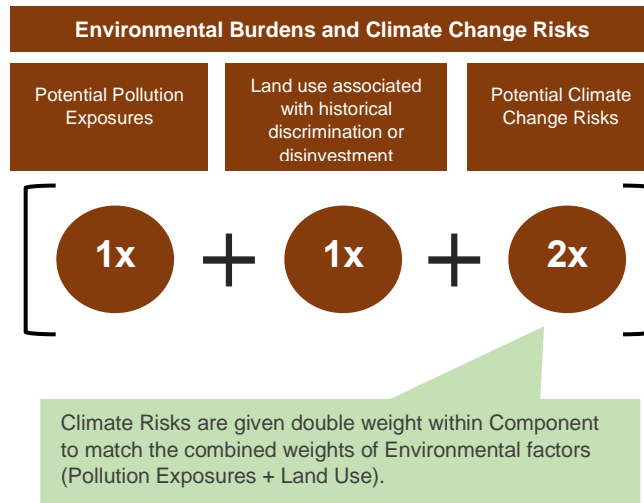 Environmental Burdens and Climate Change Risks
Potential Pollution
Exposures
Land use associated
with historical
discrimination or
disinvestment
Potential Climate
Change Risks
1x
+
1x
+
2x
Climate Risks are given double weight within Component
to match the combined weights of Environmental factors
(Pollution Exposures + Land Use).